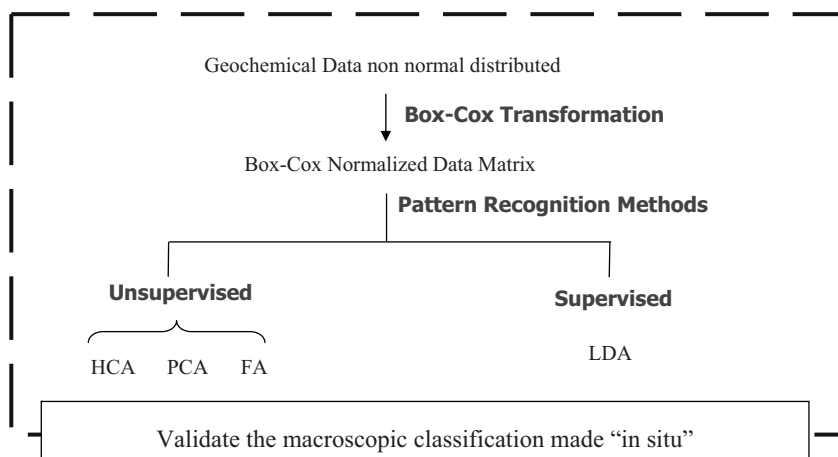 Geochemical Data non normal distributed
Box-Cox Transformation
Box-Cox Normalized Data Matrix
Pattern Recognition Methods
Unsupervised
Supervised
HCA PCA FA
LDA
Validate the macroscopic classification made “in situ”